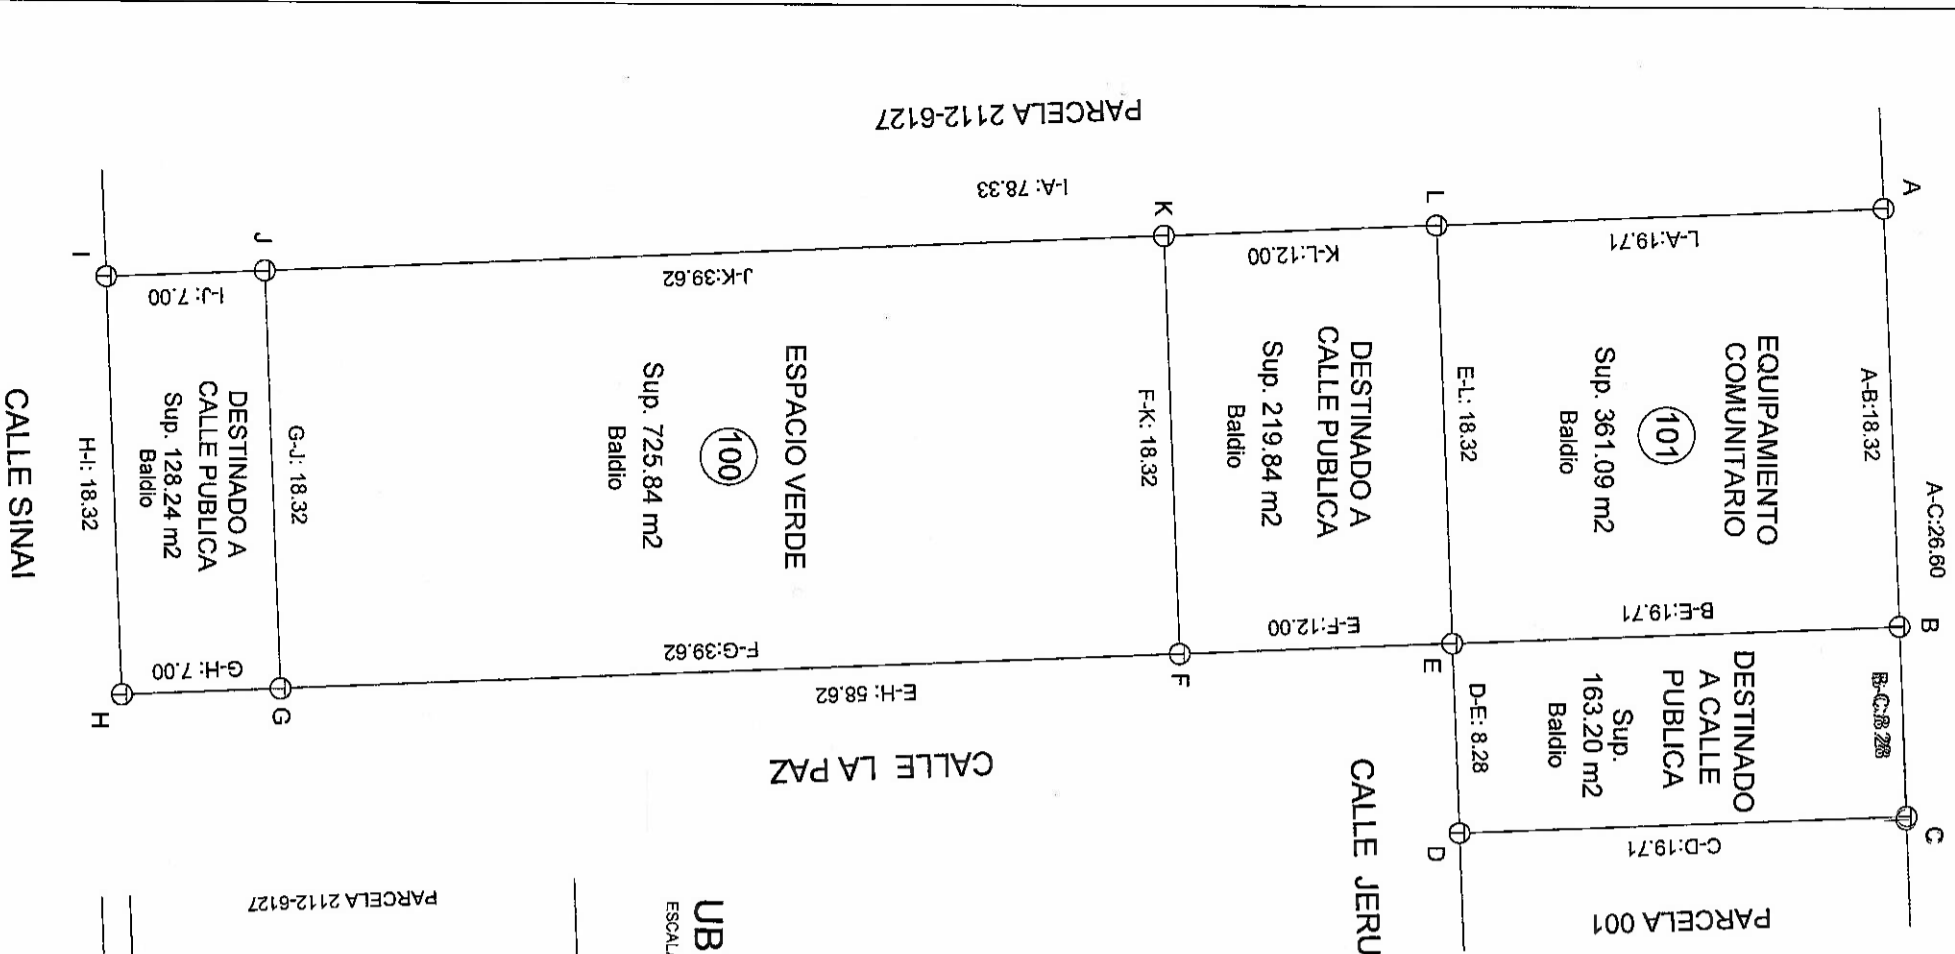 PARCELA 2112-6127
I-A: 78.33
A
L
K
J
I
L-A:19.71
K-L:12.00
J-K:39.62
I-J: 7.00
A-B:18.32
A-C:26.60
EQUIPAMIENTO
COMUNITARIO
101
Sup. 361.09 m2
Baldio
E-L: 18.32
DESTINADO A
CALLE PUBLICA
Sup. 219.84 m2
Baldio
F-K: 18.32
ESPACIO VERDE
100
Sup. 725.84 m2
Baldio
G-J: 18.32
DESTINADO A
CALLE PUBLICA
Sup. 128.24 m2
Baldio
H-I: 18.32
CALLE SINAI
B-E:19.71
E-F:12.00
F-G:39.62
G-H: 7.00
B
E
F
G
H
E-H: 58.62
B-C:8.28
DESTINADO
A CALLE
PUBLICA
Sup.
163.20 m2
Baldio
D-E: 8.28
C
D
C-D:19.71
CALLE LA PAZ
CALLE JERU
PARCELA 001
PARCELA 2112-6127
UB
ESCALA